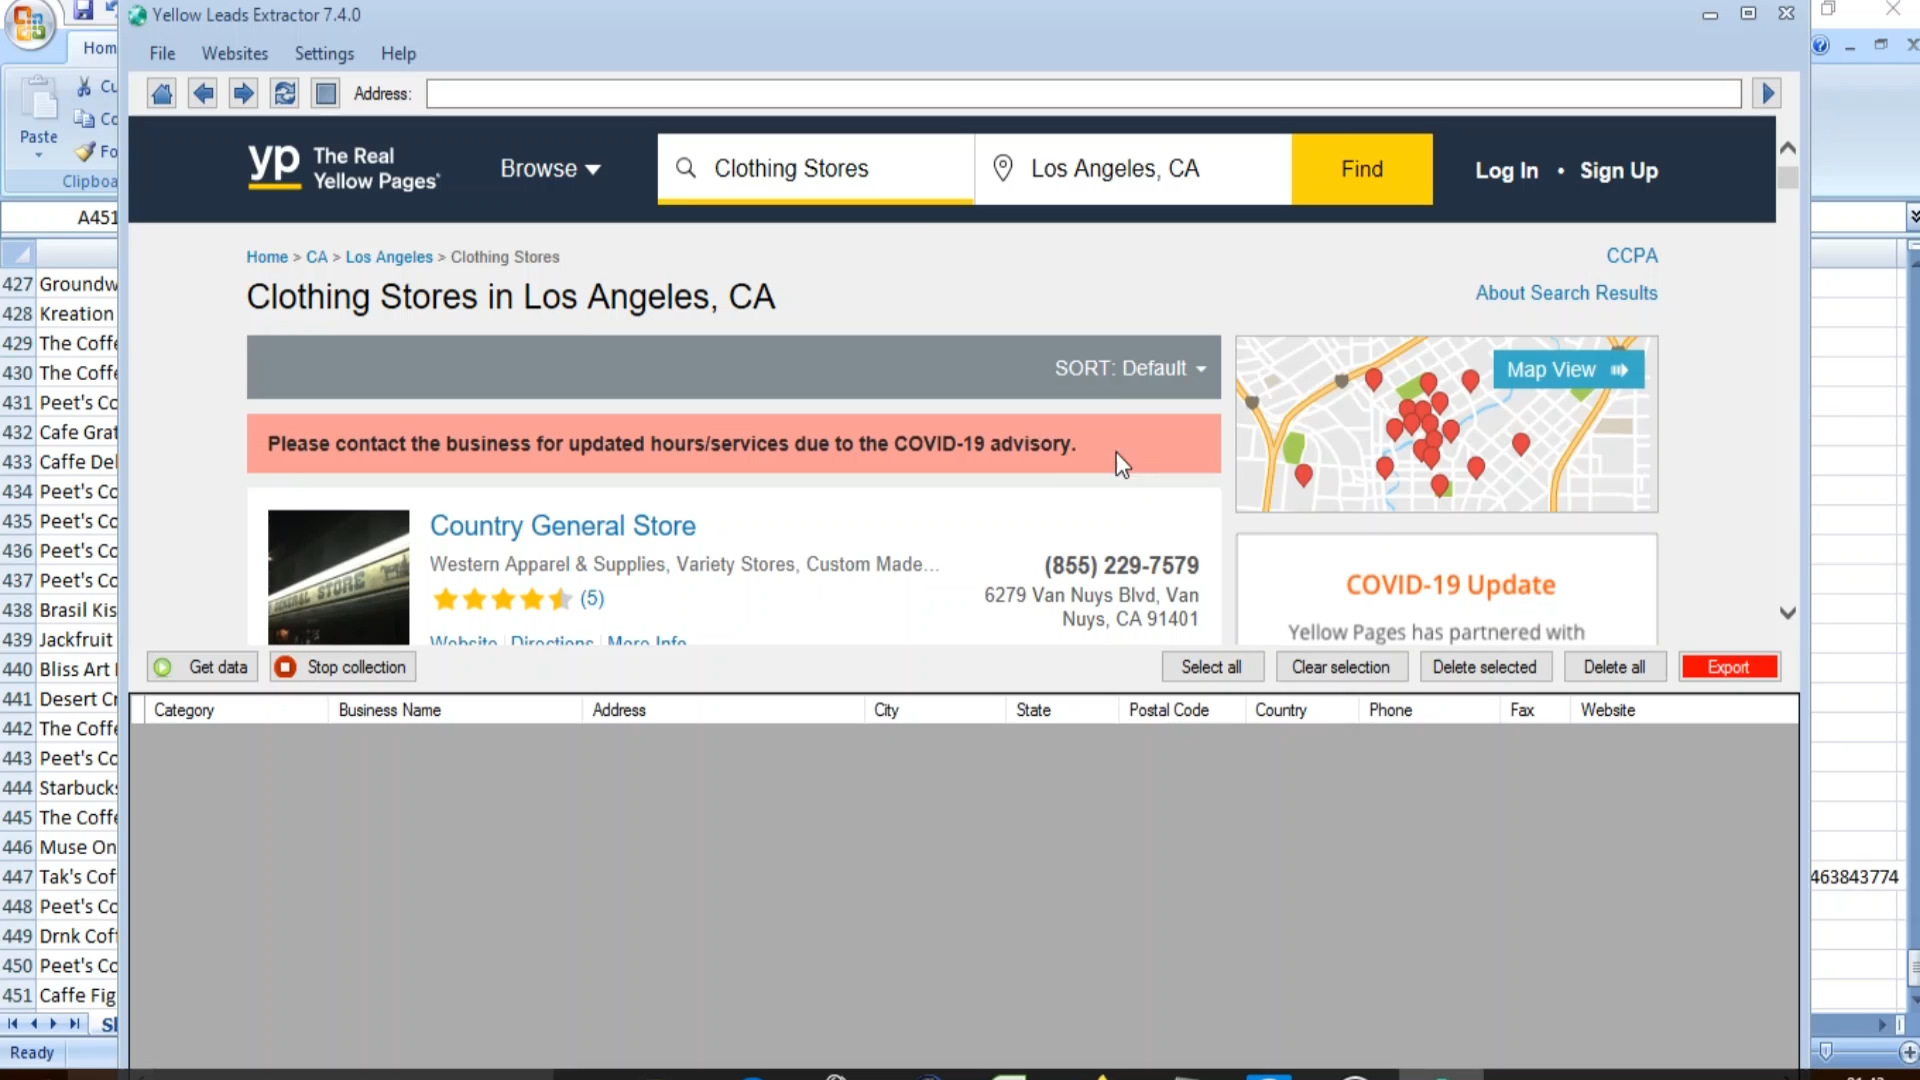 Yellow Leads Extractor 7.4.0
Hom
File Websites Settings Help
Address:
Paste
Clipboa
yp The Real Yellow Pages
Browse
Clothing Stores
Los Angeles, CA
Find
Log In • Sign Up
A451
Home > CA > Los Angeles > Clothing Stores
CCPA
Clothing Stores in Los Angeles, CA
About Search Results
SORT: Default
Map View
Please contact the business for updated hours/services due to the COVID-19 advisory.
Country General Store
Western Apparel & Supplies, Variety Stores, Custom Made...
(855) 229-7579
(5)
6279 Van Nuys Blvd, Van
Nuys, CA 91401
Website Directions More Info
COVID-19 Update
Yellow Pages has partnered with
Get data
Stop collection
Select all
Clear selection
Delete selected
Delete all
Export
Category Business Name Address City State Postal Code Country Phone Fax Website
427 Groundw
428 Kreation
429 The Coffe
430 The Coffe
431 Peet's Co
432 Cafe Grat
433 Caffe Del
434 Peet's Co
435 Peet's Co
436 Peet's Co
437 Peet's Co
438 Brasil Kis
439 Jackfruit
440 Bliss Art
441 Desert Cr
442 The Coffe
443 Peet's Co
444 Starbucks
445 The Coffe
446 Muse On
447 Tak's Cof
463843774
448 Peet's Co
449 Drnk Coff
450 Peet's Co
451 Caffe Fig
Ready